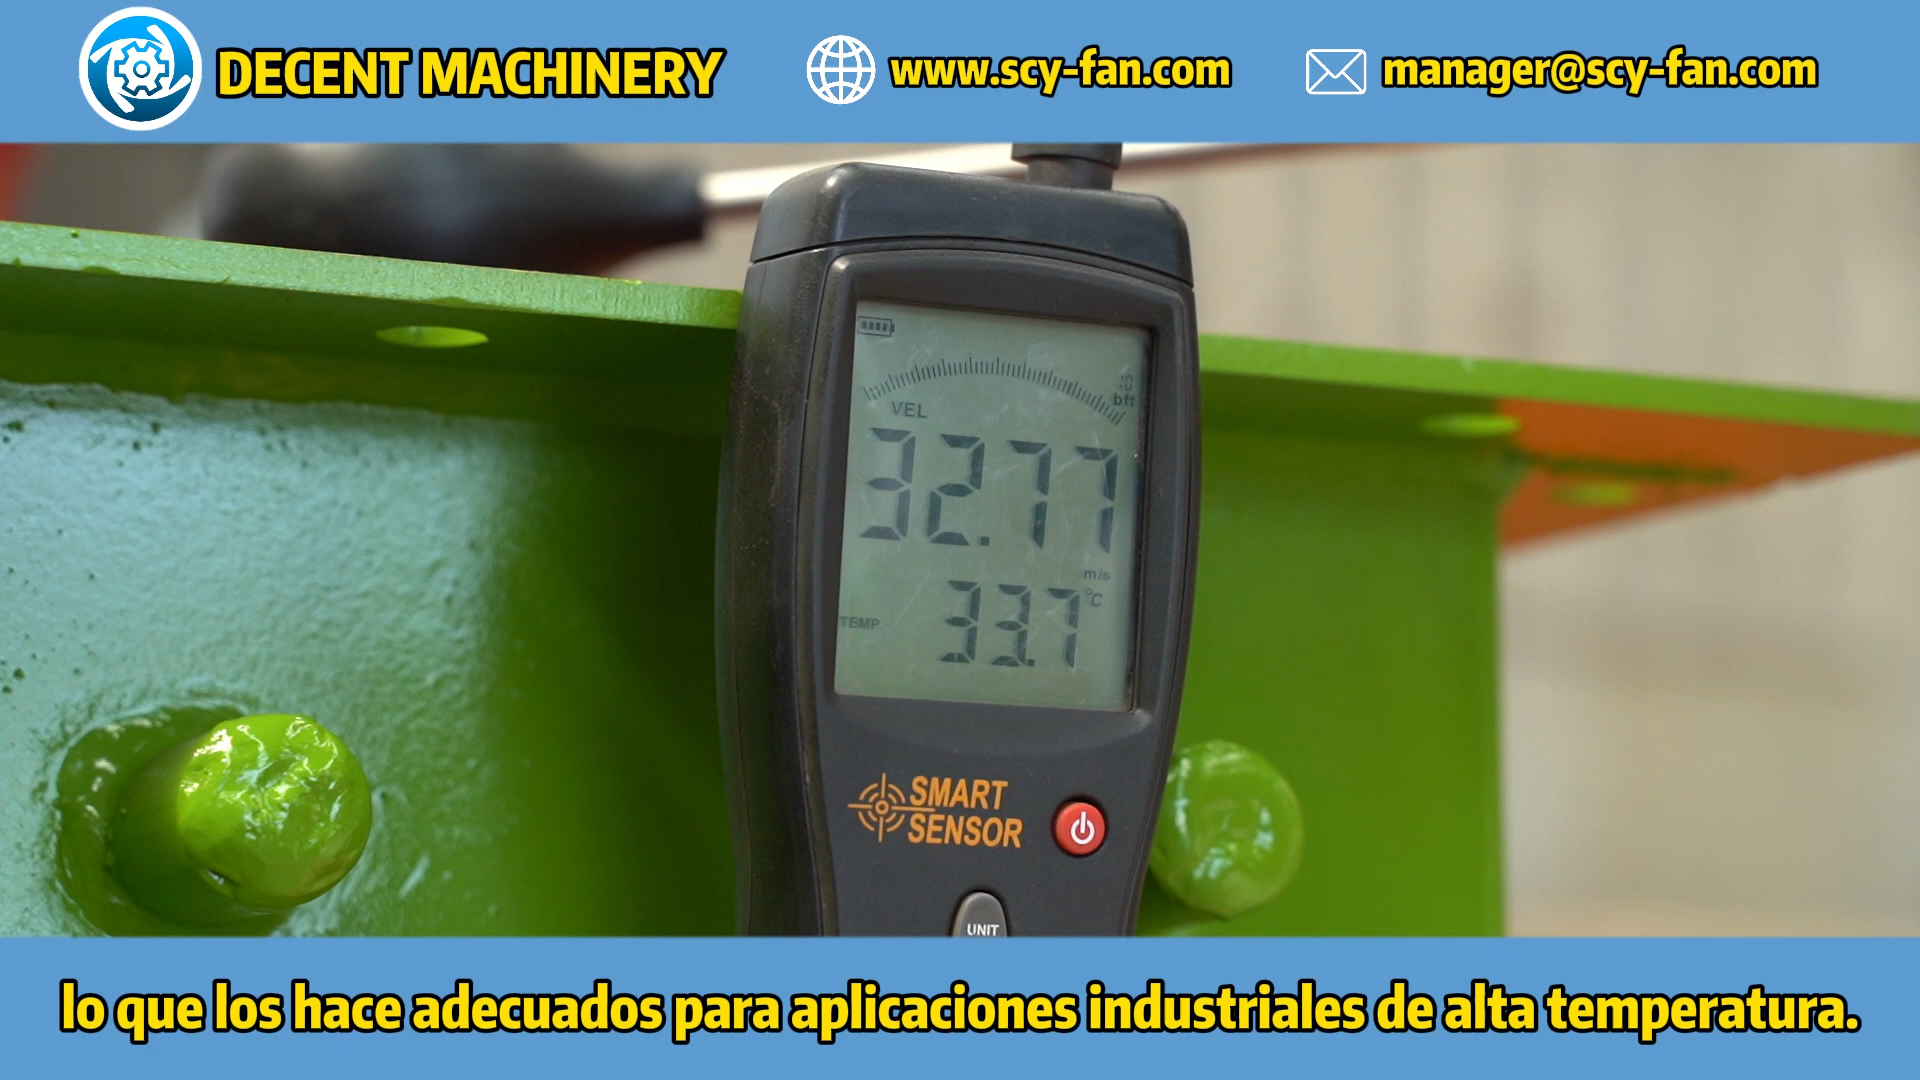 DECENT MACHINERY
www.scy-fan.com
manager@scy-fan.com
bft
VEL
32.77
m/s
TEMP.
33.7
°C
SMART
SENSOR
UNIT
lo que los hace adecuados para aplicaciones industriales de alta temperatura.